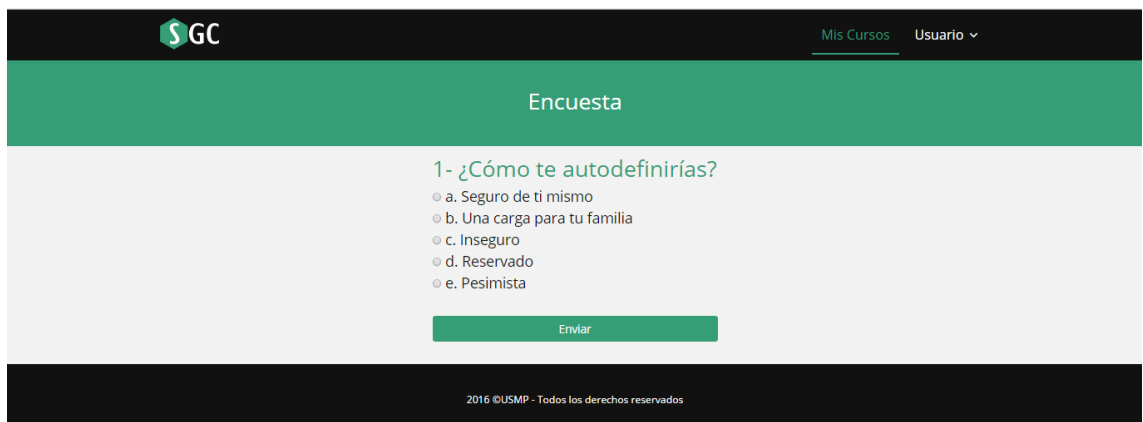 SGC
Mis Cursos Usuario
Encuesta
1- ¿Cómo te autodefinirías?
a. Seguro de ti mismo
b. Una carga para tu familia
c. Inseguro
d. Reservado
e. Pesimista
Enviar
2016 ©USMP - Todos los derechos reservados